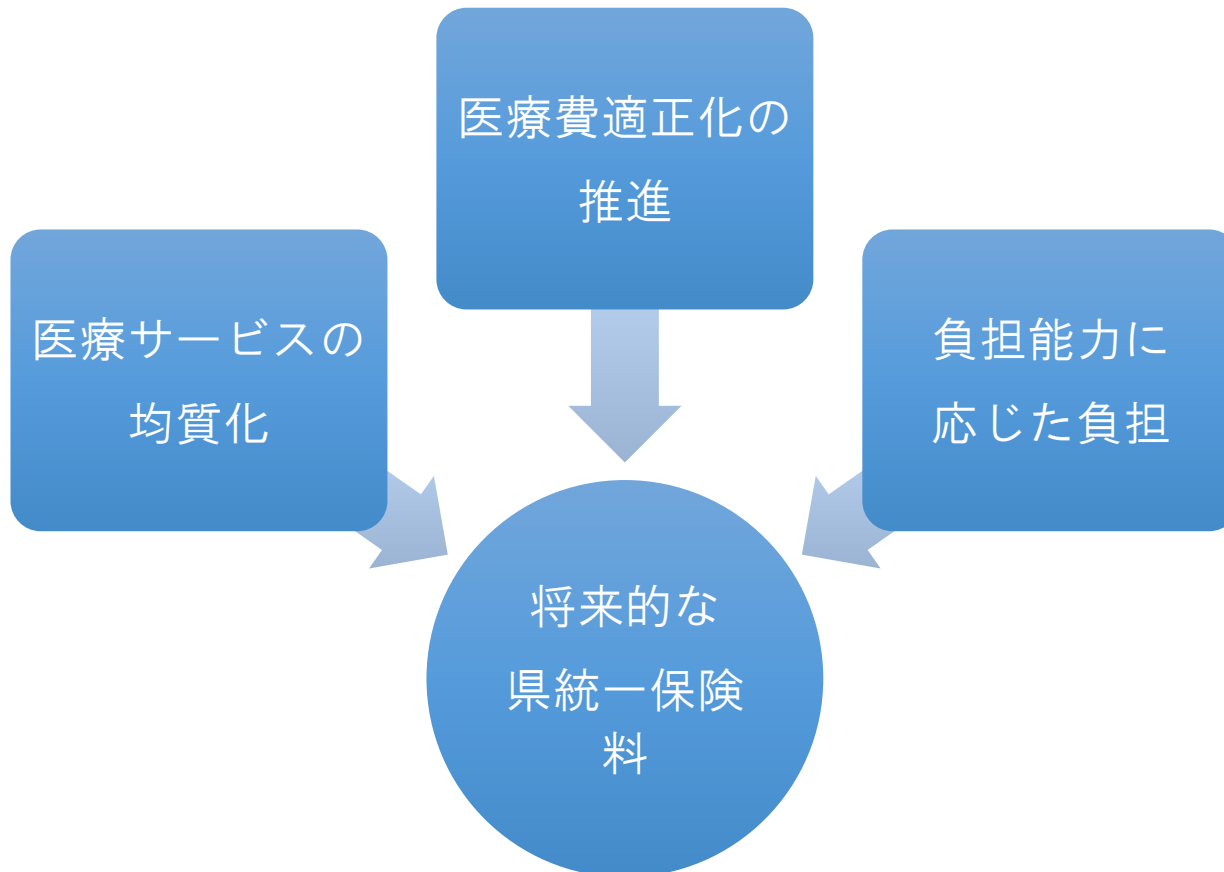 医療費適正化の
推進
医療サービスの
均質化
負担能力に
応じた負担
将来的な
県統一保険
料